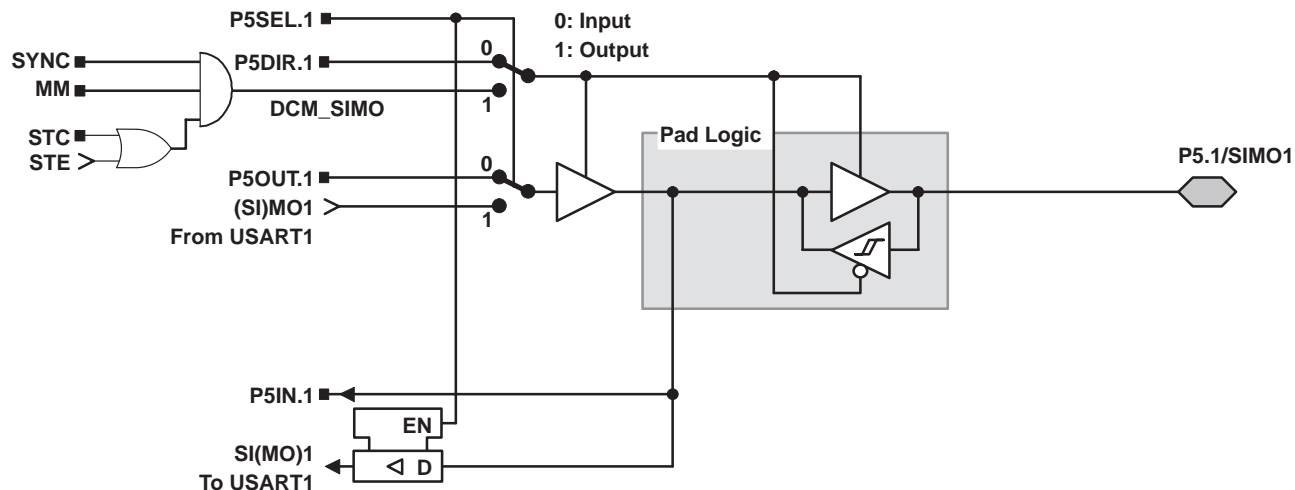 P5SEL.1
0: Input
1: Output
SYNC
P5DIR.1
0
MM
1
DCM_SIMO
STC
STE
Pad Logic
P5.1/SIMO1
P5OUT.1
0
(SI)MO1
1
From USART1
P5IN.1
EN
SI(MO)1
D
To USART1